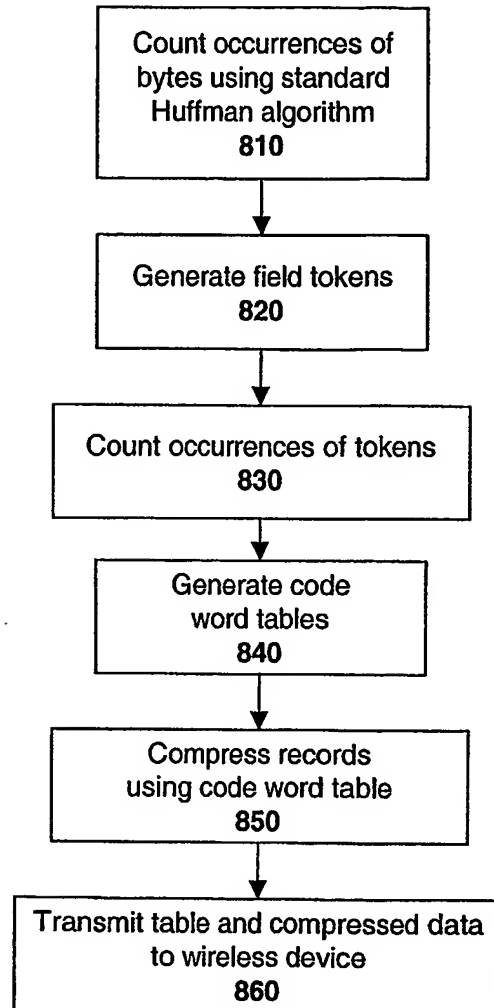 Count occurrences of
bytes using standard
Huffman algorithm
810
Generate field tokens
820
Count occurrences of tokens
830
Generate code
word tables
840
Compress records
using code word table
850
Transmit table and compressed data
to wireless device
860